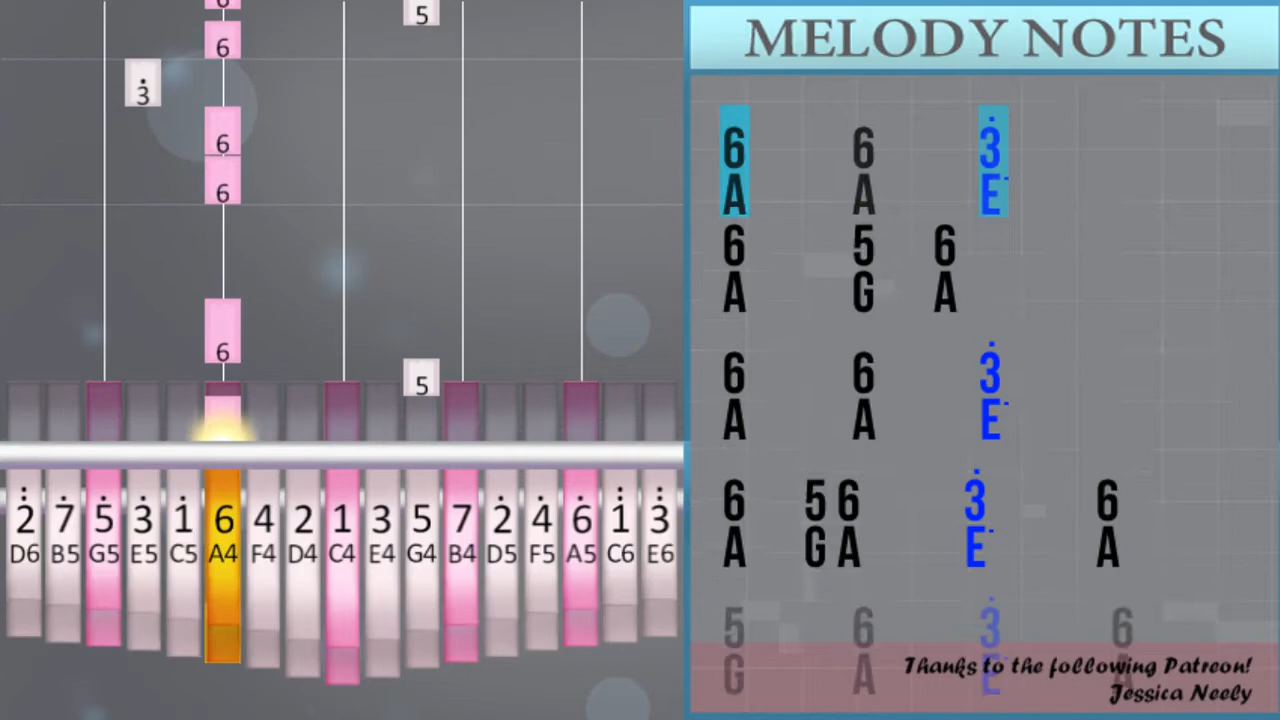 6
5
6
3̇
6
6
6
5
2̈ 7̇ 5̇ 3̇ 1̇ 6 4 2 1 3 5 7 2̇ 4̇ 6̇ 1̈ 3̈
D6 B5 G5 E5 C5 A4 F4 D4 C4 E4 G4 B4 D5 F5 A5 C6 E6
MELODY NOTES
6 6 3̇
A A E˙
6 5 6
A G A
6 6 3̇
A A E˙
6 5 6 3̇ 6
A G A E˙ A
5 6 3̇ 6
G A E˙ A
Thanks to the following Patreon!
Jessica Neely